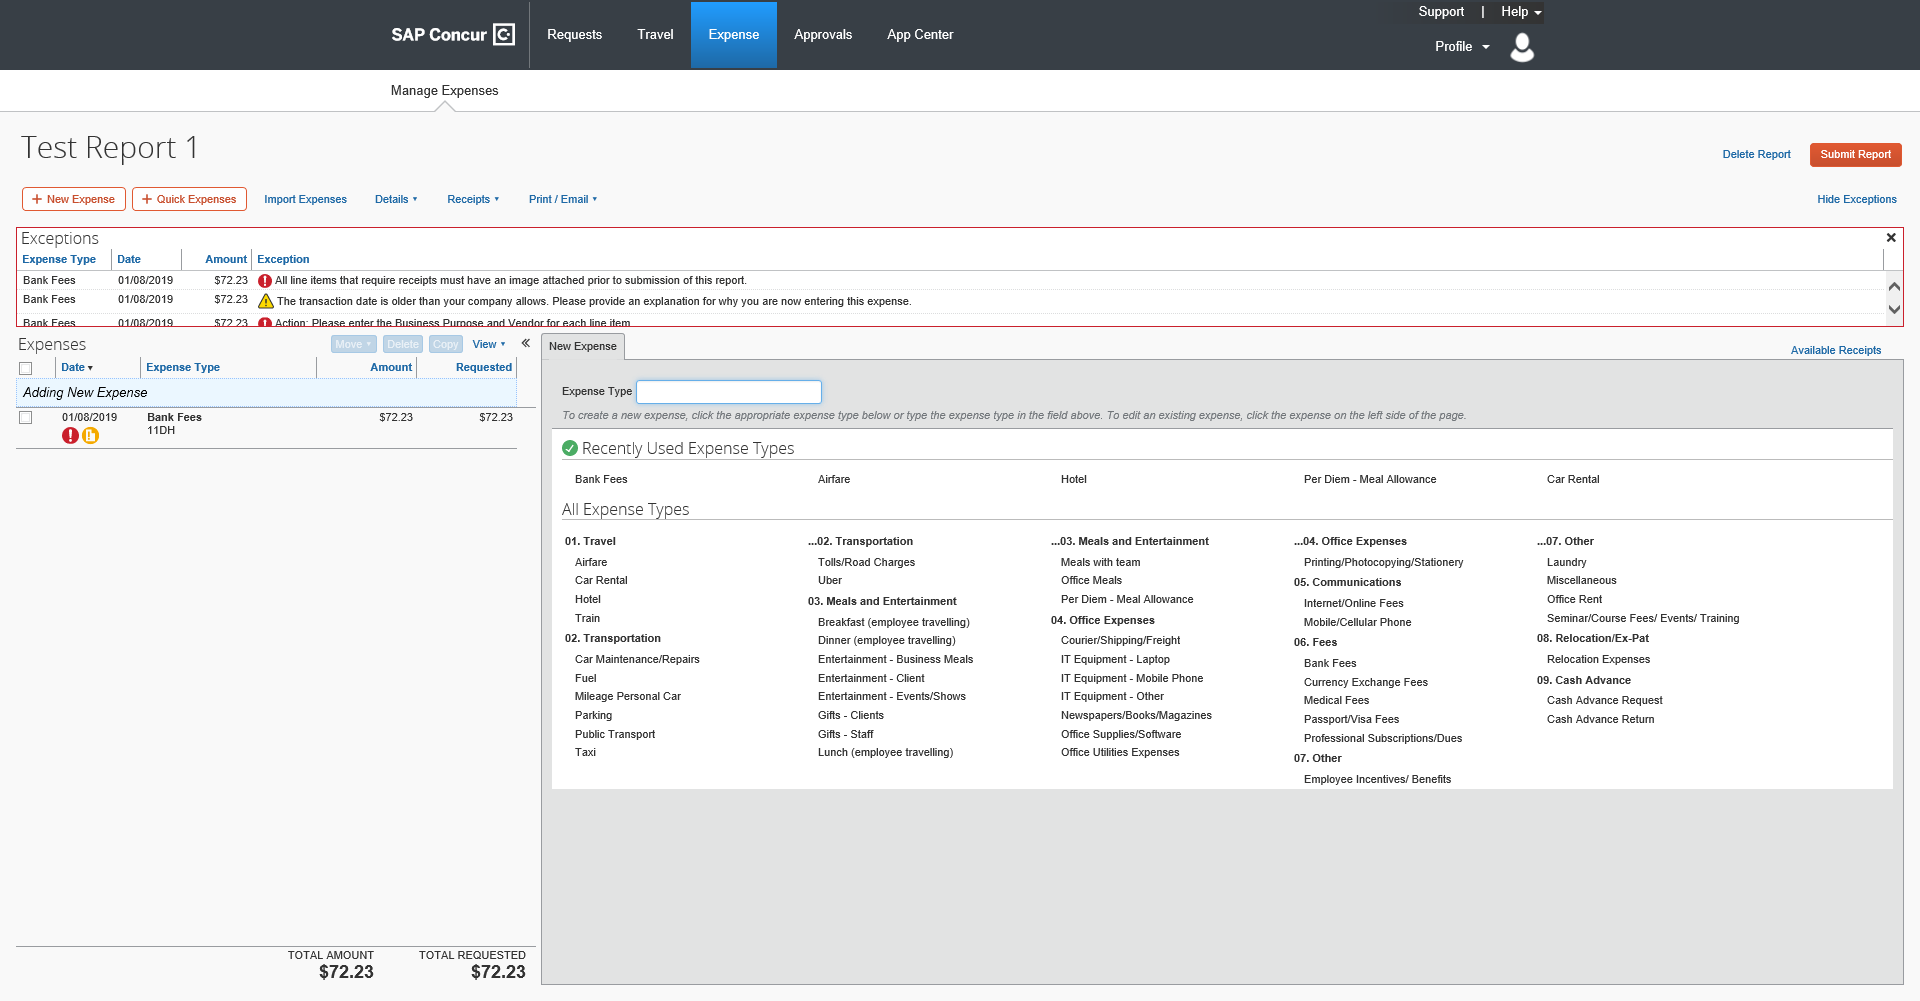 Support | Help
SAP Concur C Requests Travel Expense Approvals App Center
Profile
Manage Expenses
Test Report 1
Delete Report Submit Report
+ New Expense + Quick Expenses Import Expenses Details Receipts Print / Email Hide Exceptions
Exceptions
Expense Type Date Amount Exception
Bank Fees 01/08/2019 $72.23 All line items that require receipts must have an image attached prior to submission of this report.
Bank Fees 01/08/2019 $72.23 The transaction date is older than your company allows. Please provide an explanation for why you are now entering this expense.
Bank Fees 01/08/2019 $72.23 Action: Please enter the Business Purpose and Vendor for each line item
Expenses Move Delete Copy View «
Date Expense Type Amount Requested
Adding New Expense
01/08/2019 Bank Fees $72.23 $72.23
11DH
TOTAL AMOUNT TOTAL REQUESTED
$72.23 $72.23
New Expense
Available Receipts
Expense Type
To create a new expense, click the appropriate expense type below or type the expense type in the field above. To edit an existing expense, click the expense on the left side of the page.
Recently Used Expense Types
Bank Fees Airfare Hotel Per Diem - Meal Allowance Car Rental
All Expense Types
01. Travel
Airfare
Car Rental
Hotel
Train
02. Transportation
Car Maintenance/Repairs
Fuel
Mileage Personal Car
Parking
Public Transport
Taxi
...02. Transportation
Tolls/Road Charges
Uber
03. Meals and Entertainment
Breakfast (employee travelling)
Dinner (employee travelling)
Entertainment - Business Meals
Entertainment - Client
Entertainment - Events/Shows
Gifts - Clients
Gifts - Staff
Lunch (employee travelling)
...03. Meals and Entertainment
Meals with team
Office Meals
Per Diem - Meal Allowance
04. Office Expenses
Courier/Shipping/Freight
IT Equipment - Laptop
IT Equipment - Mobile Phone
IT Equipment - Other
Newspapers/Books/Magazines
Office Supplies/Software
Office Utilities Expenses
...04. Office Expenses
Printing/Photocopying/Stationery
05. Communications
Internet/Online Fees
Mobile/Cellular Phone
06. Fees
Bank Fees
Currency Exchange Fees
Medical Fees
Passport/Visa Fees
Professional Subscriptions/Dues
07. Other
Employee Incentives/ Benefits
...07. Other
Laundry
Miscellaneous
Office Rent
Seminar/Course Fees/ Events/ Training
08. Relocation/Ex-Pat
Relocation Expenses
09. Cash Advance
Cash Advance Request
Cash Advance Return